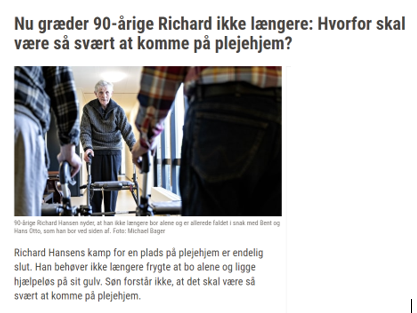 Nu græder 90-årige Richard ikke længere: Hvorfor skal
være så svært at komme på plejehjem?
90-årige Richard Hansen nyder, at han ikke længere bor alene og er allerede faldet i snak med Bent og
Hans Otto, som han bor ved siden af. Foto: Michael Bager
Richard Hansens kamp for en plads på plejehjem er endelig
slut. Han behøver ikke længere frygte at bo alene og ligge
hjælpeløs på sit gulv. Søn forstår ikke, at det skal være så
svært at komme på plejehjem.